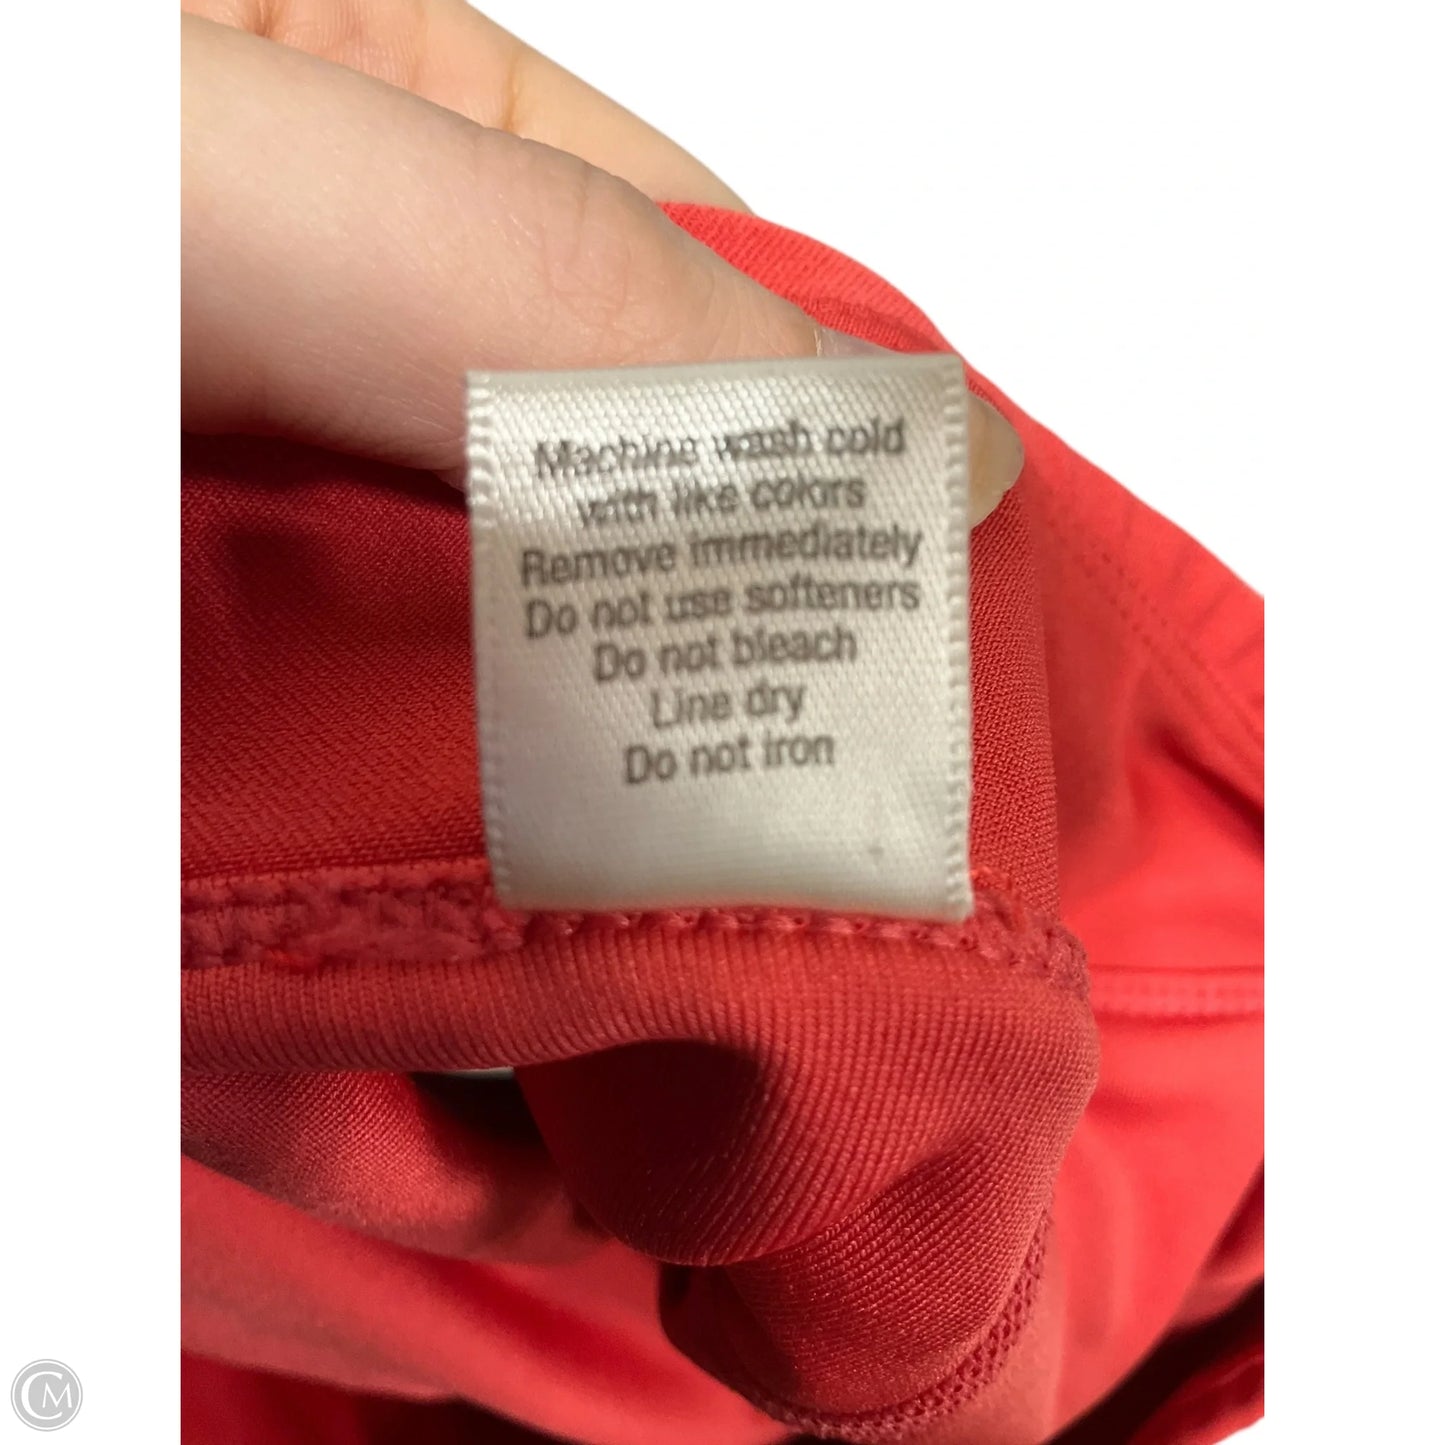 Machine wash cold
with like colors
Remove immediately
Do not use softeners
Do not bleach
Line dry
Do not iron
CM